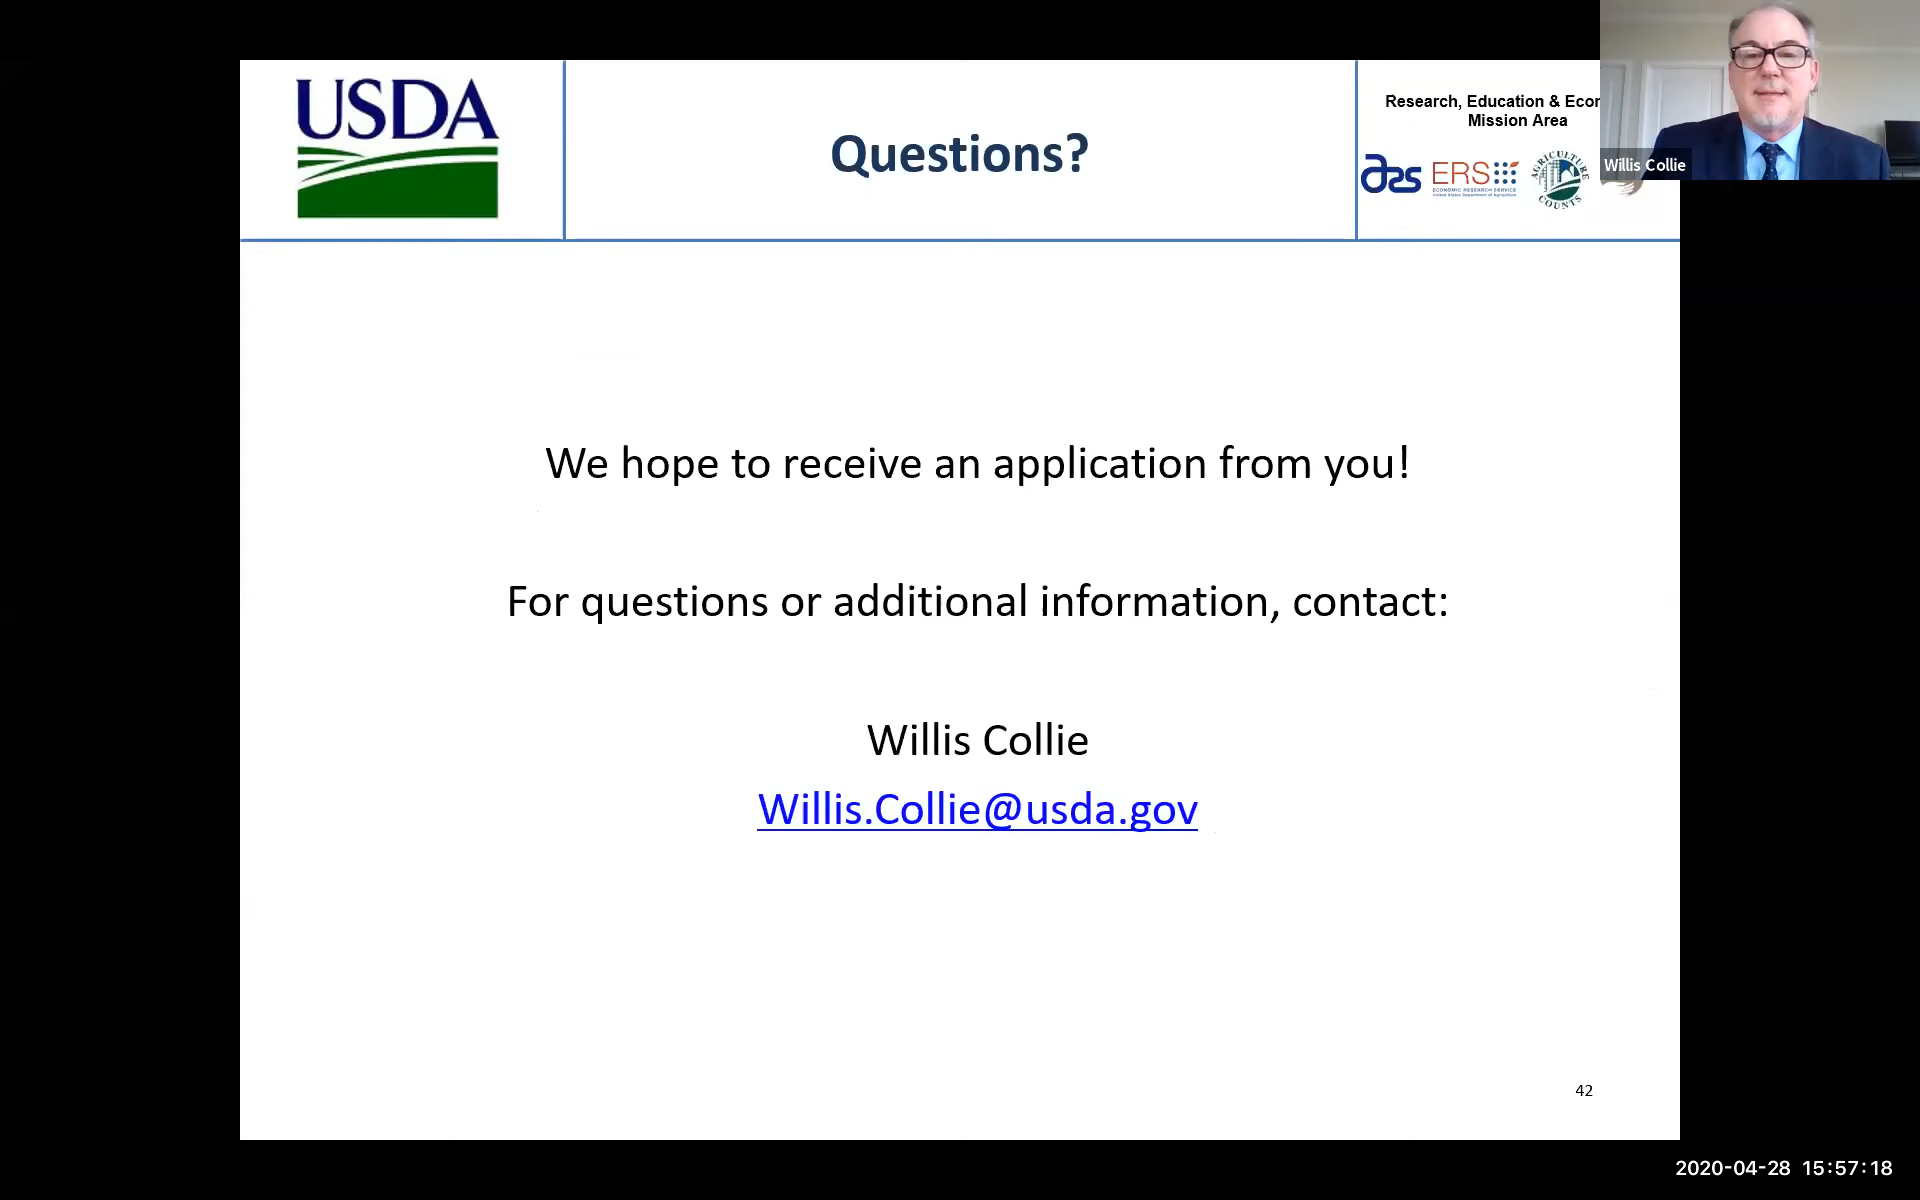 USDA
Questions?
Research, Education & Econ
Mission Area
ars
ERS
ECONOMIC RESEARCH SERVICE
United States Department of Agriculture
AGRICULTURE
COUNTS
Willis Collie
We hope to receive an application from you!
For questions or additional information, contact:
Willis Collie
Willis.Collie@usda.gov
42
2020-04-28 15:57:18